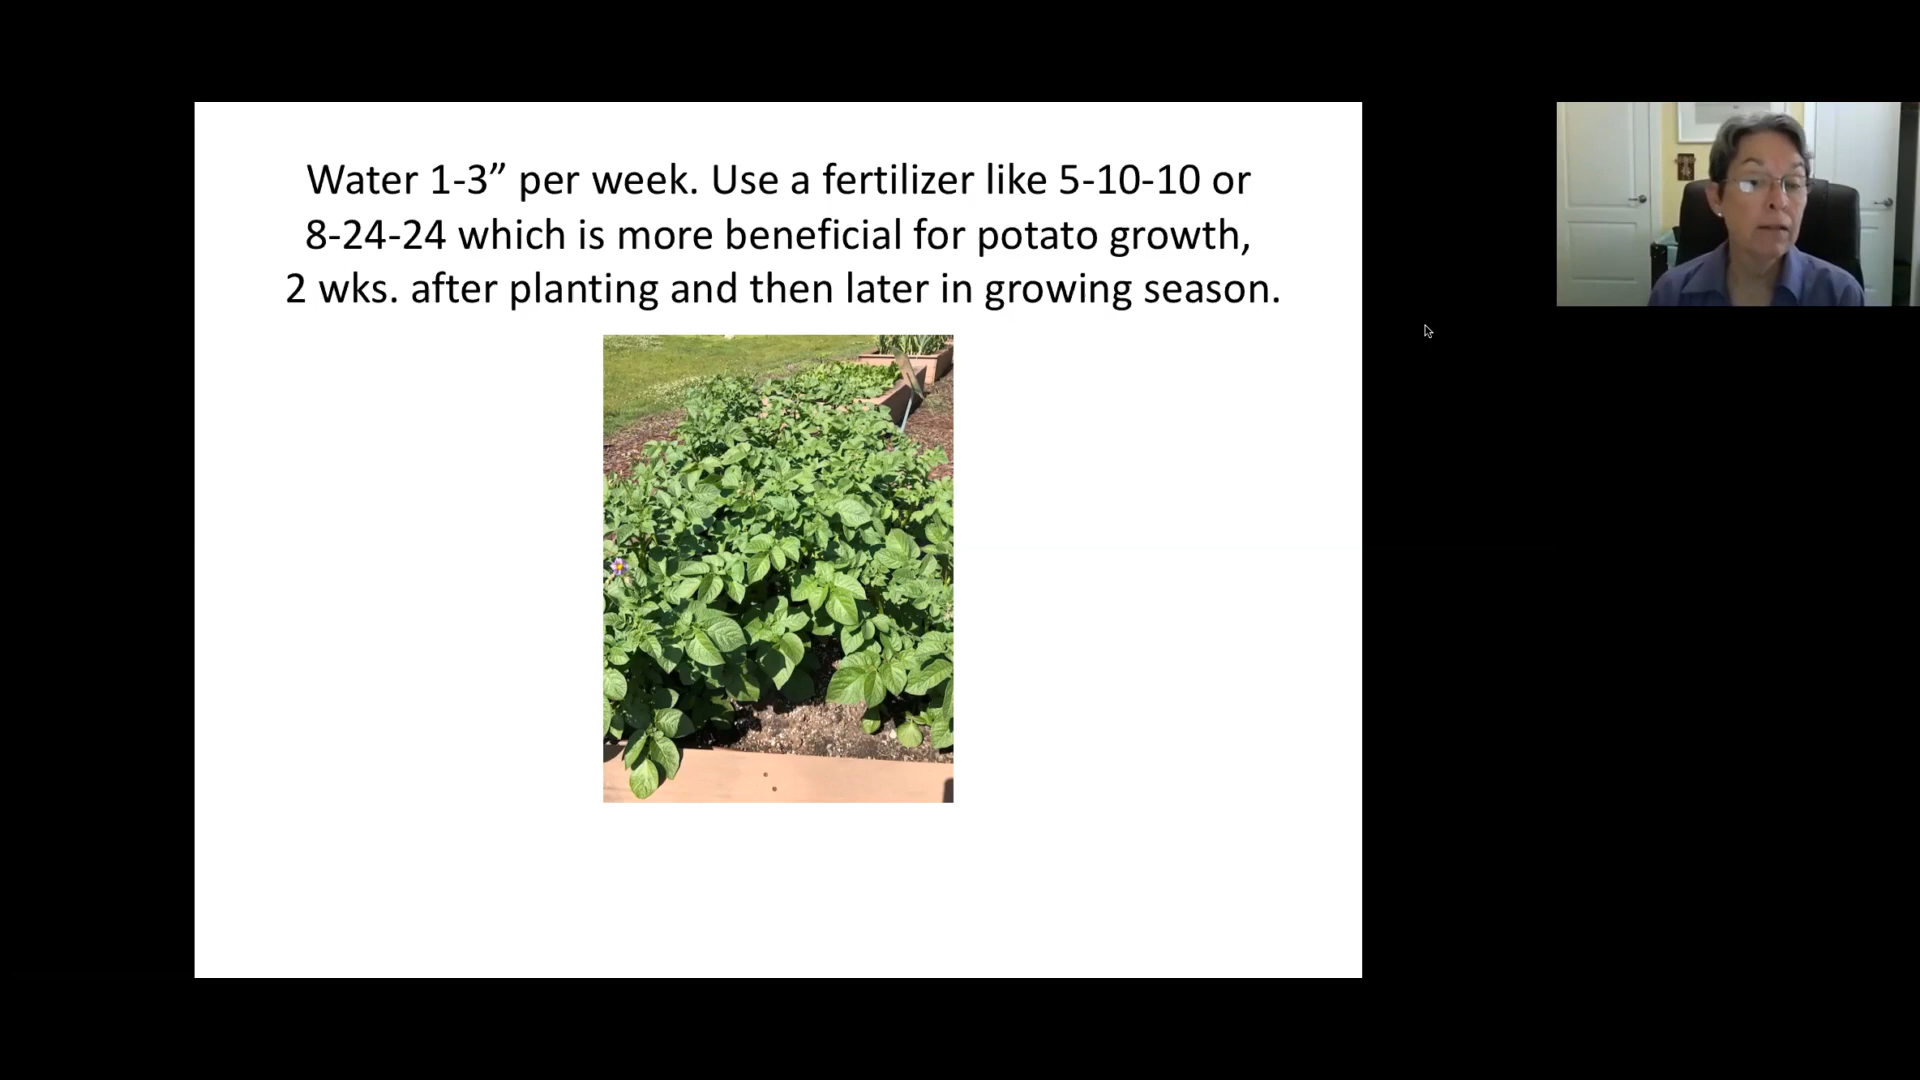 Water 1-3” per week. Use a fertilizer like 5-10-10 or
8-24-24 which is more beneficial for potato growth,
2 wks. after planting and then later in growing season.